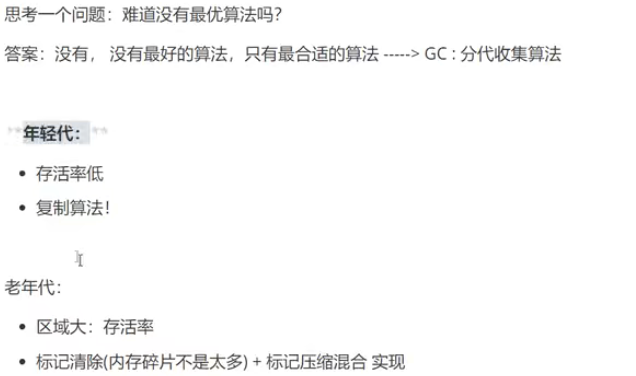 思考一个问题：难道没有最优算法吗？
答案：没有， 没有最好的算法，只有最合适的算法 -----> GC : 分代收集算法
**年轻代：**
• 存活率低
• 复制算法！
老年代：
• 区域大：存活率
• 标记清除(内存碎片不是太多) + 标记压缩混合 实现